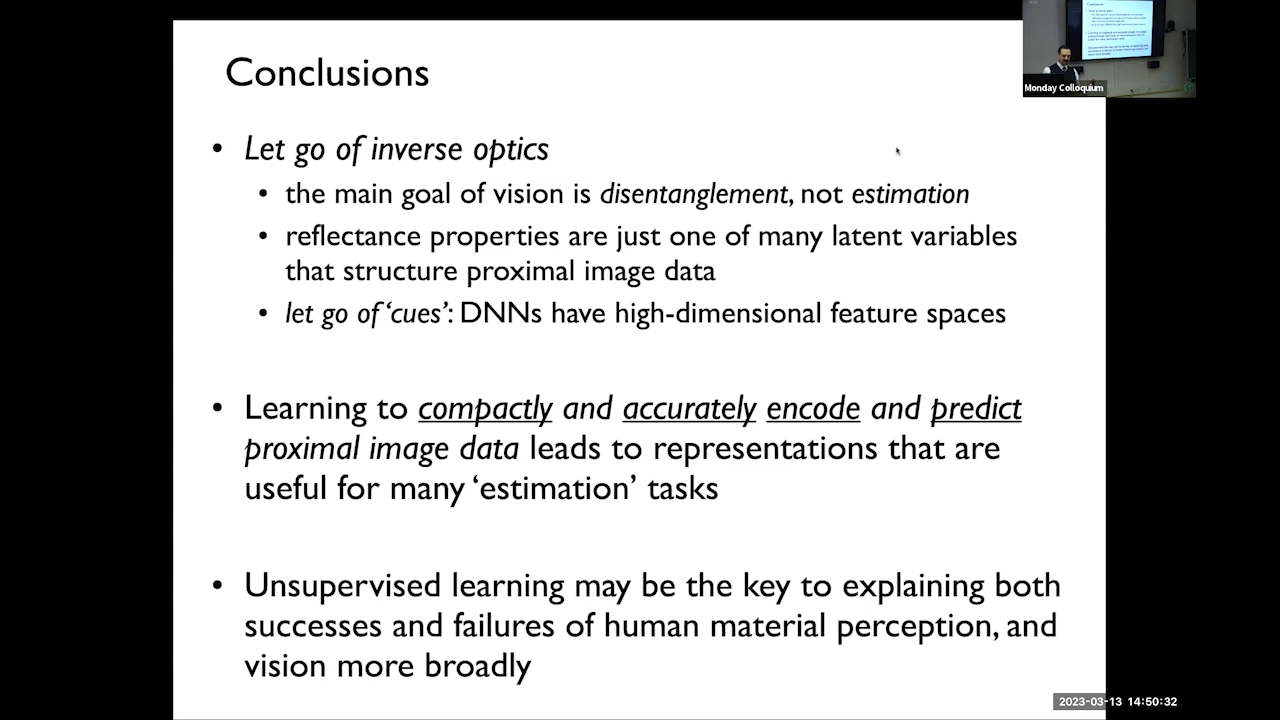 Conclusions
• Let go of inverse optics
• the main goal of vision is disentanglement, not estimation
• reflectance properties are just one of many latent variables
that structure proximal image data
• let go of ‘cues’: DNNs have high-dimensional feature spaces
• Learning to compactly and accurately encode and predict
proximal image data leads to representations that are
useful for many ‘estimation’ tasks
• Unsupervised learning may be the key to explaining both
successes and failures of human material perception, and
vision more broadly
Monday Colloquium
2023-03-13 14:50:32